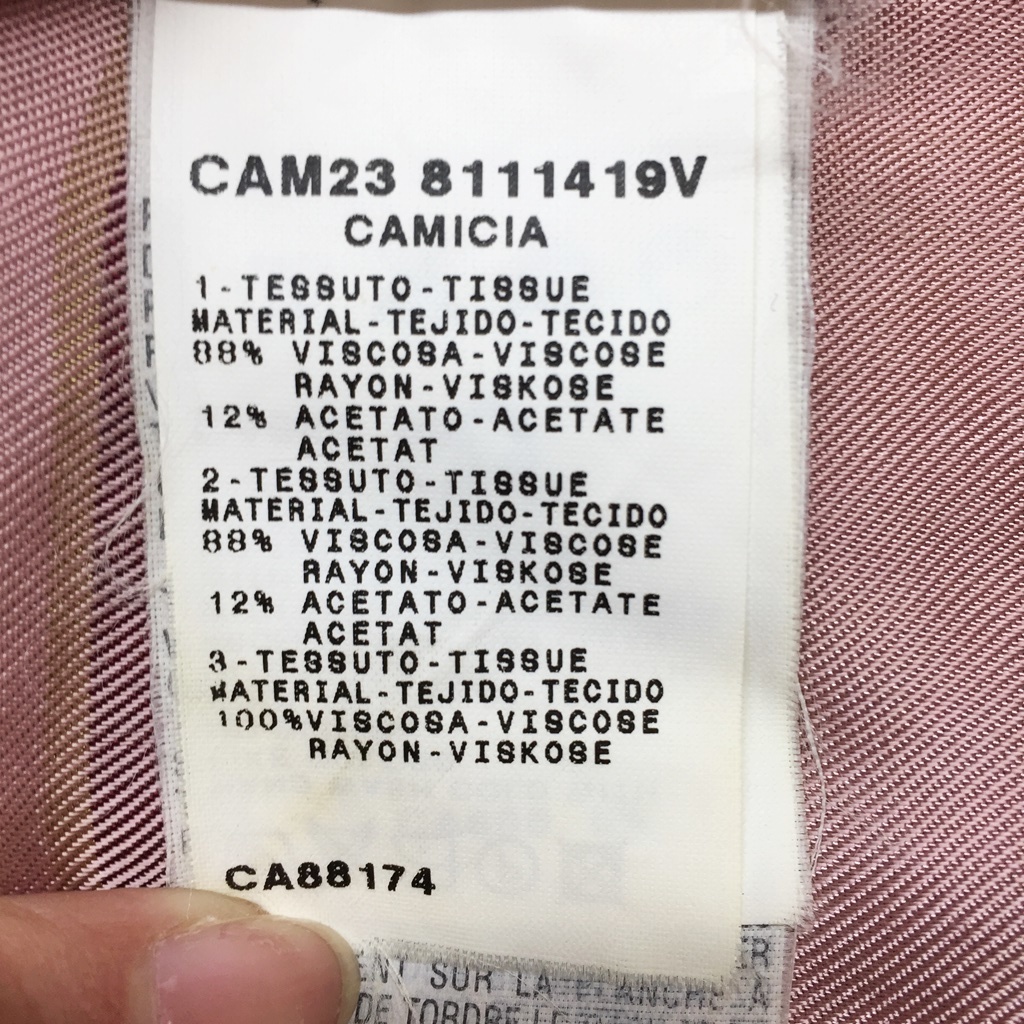 CAM23 8111419V
CAMICIA
1-TESSUTO-TISSUE
MATERIAL-TEJIDO-TECIDO
88% VISCOSA-VISCOSE
RAYON-VISKOSE
12% ACETATO-ACETATE
ACETAT
2-TESSUTO-TISSUE
MATERIAL-TEJIDO-TECIDO
88% VISCOSA-VISCOSE
RAYON-VISKOSE
12% ACETATO-ACETATE
ACETAT
3-TESSUTO-TISSUE
MATERIAL-TEJIDO-TECIDO
100%VISCOSA-VISCOSE
RAYON-VISKOSE
CA88174
SUR LA PLANCHE A
DE TORDRE